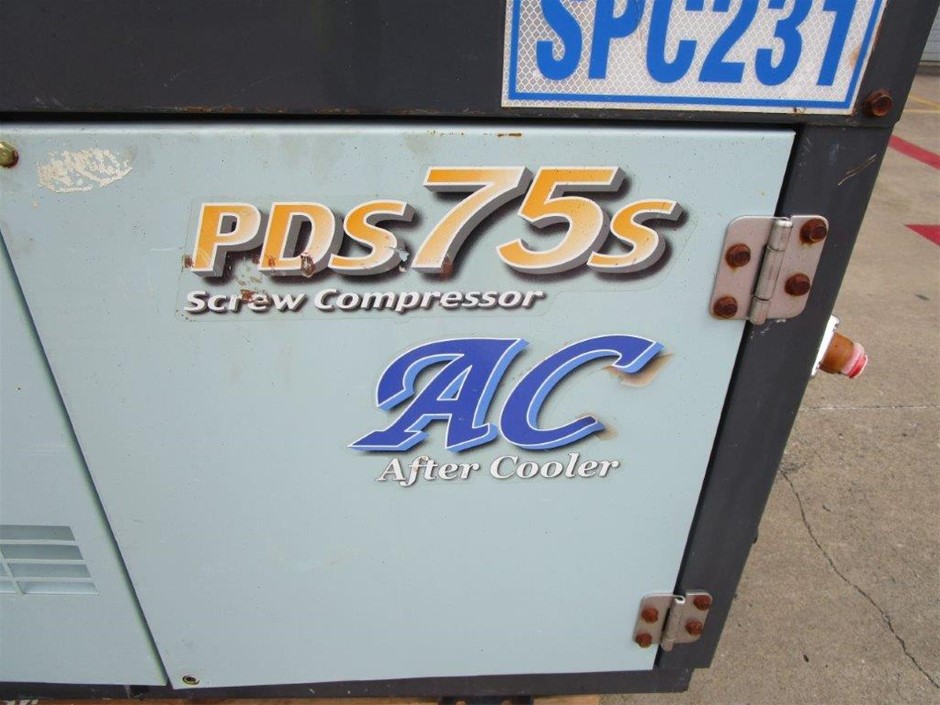 SPC231
PDS75S
Screw Compressor
AC
After Cooler